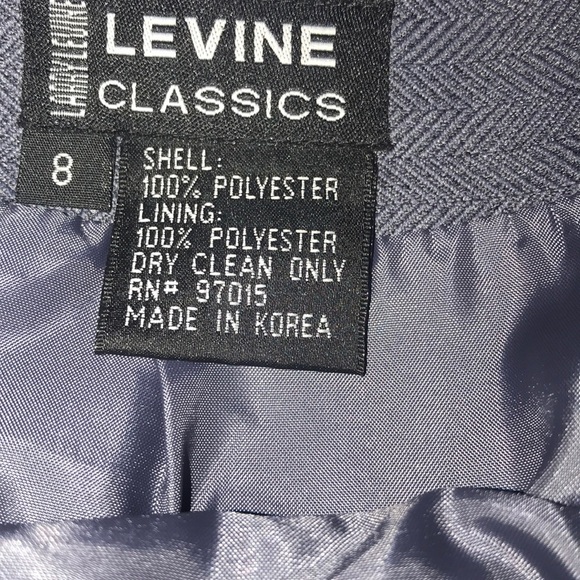 LARRY LEVINE
LEVINE
CLASSICS
8
SHELL:
100% POLYESTER
LINING:
100% POLYESTER
DRY CLEAN ONLY
RN# 97015
MADE IN KOREA